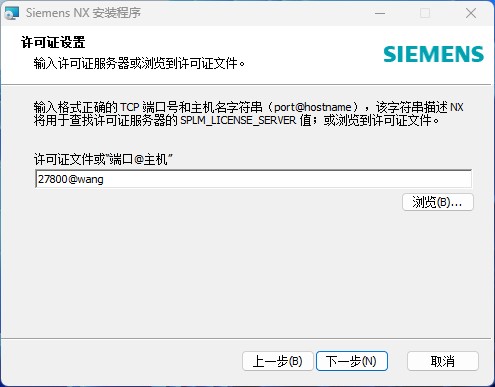 Siemens NX 安装程序
许可证设置
输入许可证服务器或浏览到许可证文件。
SIEMENS
输入格式正确的 TCP 端口号和主机名字符串（port@hostname），该字符串描述 NX
将用于查找许可证服务器的 SPLM_LICENSE_SERVER 值；或浏览到许可证文件。
许可证文件或“端口@主机”
27800@wang
浏览(B)...
上一步(B)
下一步(N)
取消